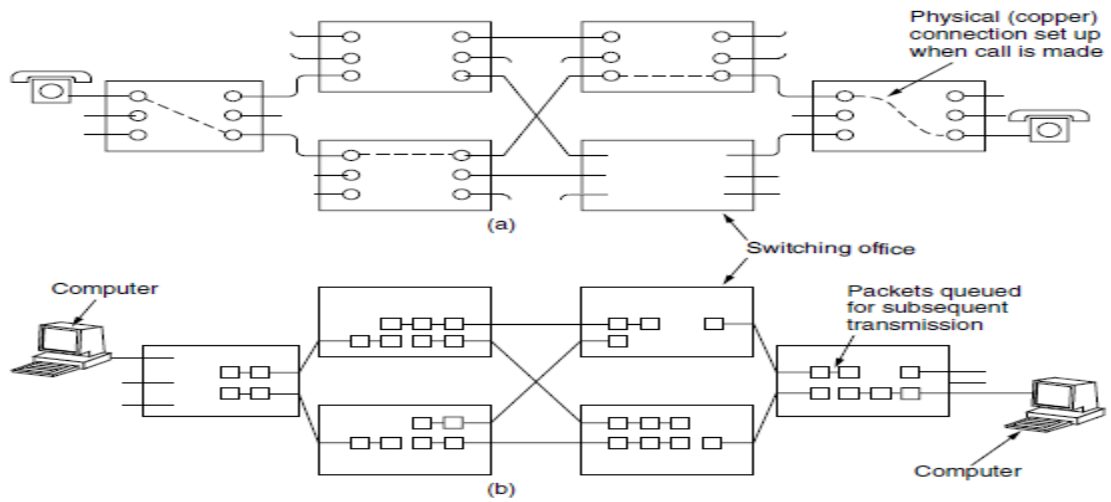 Physical (copper)
connection set up
when call is made
(a)
Switching office
Computer
Packets queued
for subsequent
transmission
Computer
(b)